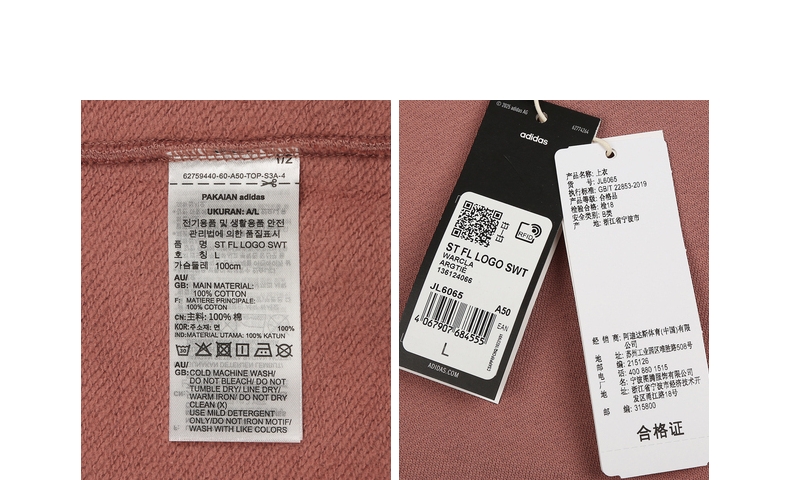 1/2
62759440-60-A50-TOP-S3A-4
PAKAIAN adidas
UKURAN: A/L
전기용품 및 생활용품 안전
관리법에 의한 품질표시
품 명 ST FL LOGO SWT
호 칭 L
가슴둘레 100cm
AU/
GB: MAIN MATERIAL:
100% COTTON
F: MATIERE PRINCIPALE:
100% COTON
CN:主料: 100% 棉
KOR:주소재: 면 100%
IND:MATERIAL UTAMA: 100% KATUN
AU/
GB:COLD MACHINE WASH/
DO NOT BLEACH/ DO NOT
TUMBLE DRY/ LINE DRY/
WARM IRON/ DO NOT DRY
CLEAN (X)
USE MILD DETERGENT
ONLY/DO NOT IRON MOTIF/
WASH WITH LIKE COLORS
© 2025 adidas AG
adidas
RFID
ST FL LOGO SWT
WARCLA
ARGTIE
136124066
JL6065
A50
EAN
4 067907 684555
L
ADIDAS.COM
产品名称: 上衣
货 号: JL6065
执行标准: GB/T 22853-2019
产品等级: 合格品
检验合格: 检18
安全类别: B类
产 地: 浙江省宁波市
经 销 商: 阿迪达斯体育(中国)有限
公司
地 址: 苏州工业园区唯胜路508号
邮 编: 215126
电 话: 400 880 1515
厂 名: 宁波熏腾服饰有限公司
地 址: 浙江省宁波市经济技术开
发区甬江路18号
邮 编: 315800
合格证